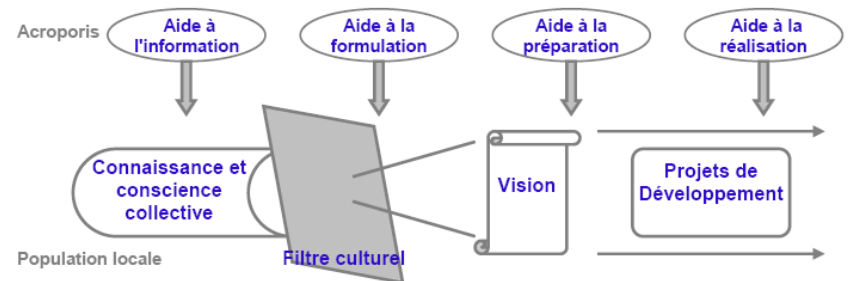 Acroporis
Aide à
l'information
Aide à la
formulation
Aide à la
préparation
Aide à la
réalisation
Connaissance et
conscience
collective
Filtre culturel
Vision
Projets de
Développement
Population locale